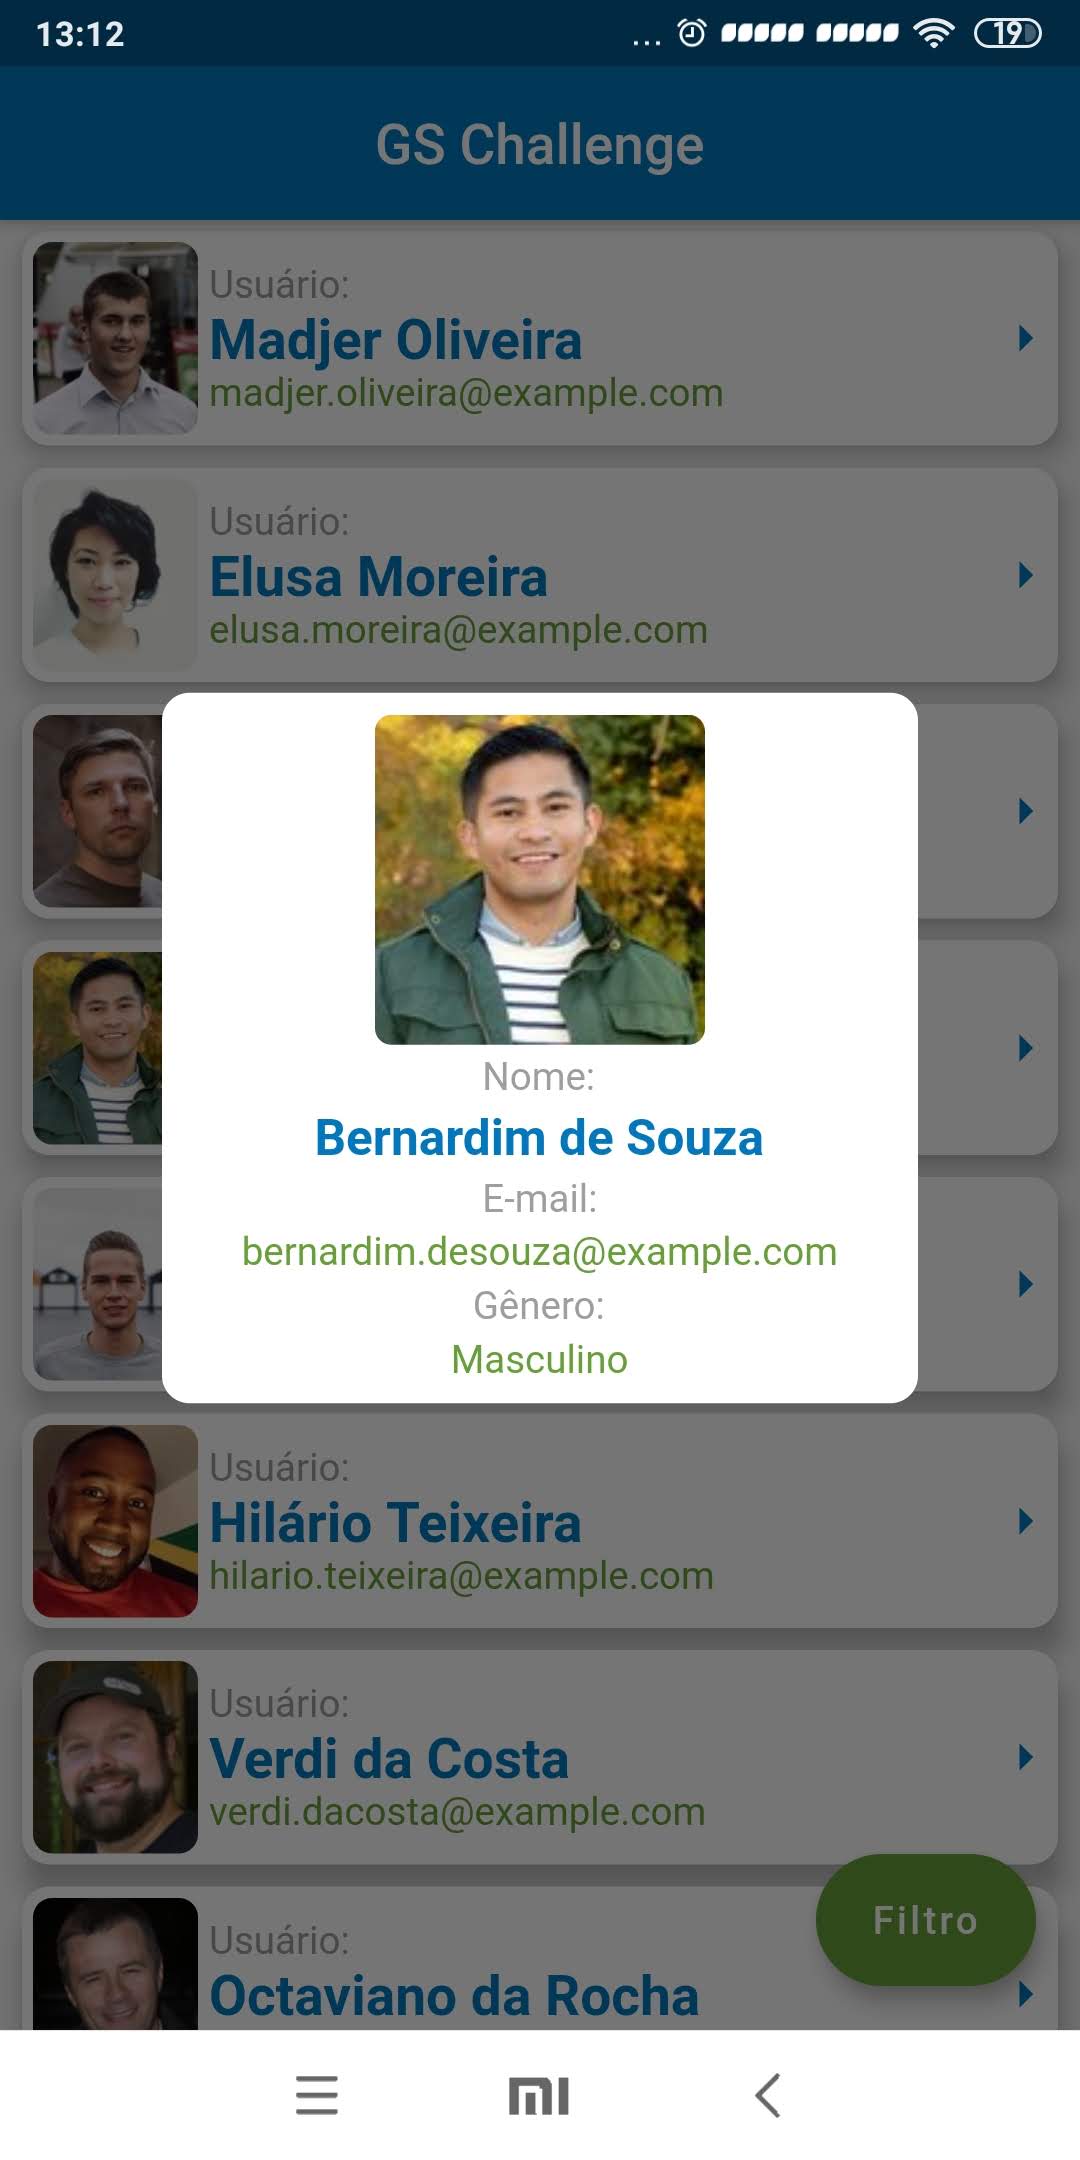 13:12
... 19
GS Challenge
Usuário:
Madjer Oliveira
madjer.oliveira@example.com
Usuário:
Elusa Moreira
elusa.moreira@example.com
Nome:
Bernardim de Souza
E-mail:
bernardim.desouza@example.com
Gênero:
Masculino
Usuário:
Hilário Teixeira
hilario.teixeira@example.com
Usuário:
Verdi da Costa
verdi.dacosta@example.com
Usuário:
Octaviano da Rocha
Filtro